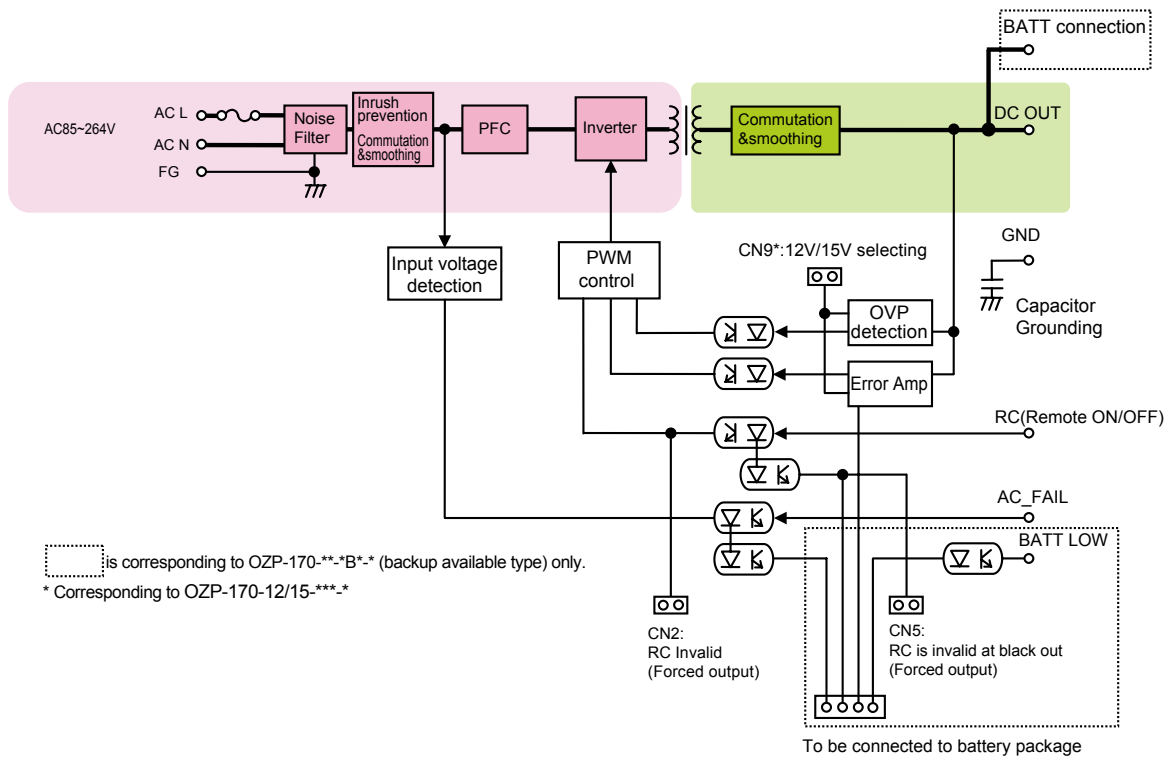 BATT connection
AC85~264V
AC L
AC N
FG
Noise
Filter
Inrush
prevention
Commutation
&smoothing
PFC
Inverter
Commutation
&smoothing
DC OUT
Input voltage
detection
PWM
control
CN9*:12V/15V selecting
OVP
detection
Error Amp
GND
Capacitor
Grounding
RC(Remote ON/OFF)
AC_FAIL
BATT LOW
is corresponding to OZP-170-**-*B*-* (backup available type) only.
* Corresponding to OZP-170-12/15-***-*
CN2:
RC Invalid
(Forced output)
CN5:
RC is invalid at black out
(Forced output)
To be connected to battery package